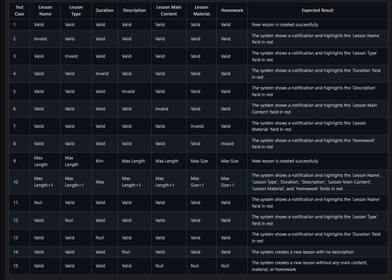 Test Case | Lesson Name | Lesson Type | Duration | Description | Lesson Main Content | Lesson Material | Homework | Expected Result
1 | Valid | Valid | Valid | Valid | Valid | Valid | Valid | New lesson is created successfully
2 | Invalid | Valid | Valid | Valid | Valid | Valid | Valid | The system shows a notification and highlights the 'Lesson Name' field in red
3 | Valid | Invalid | Valid | Valid | Valid | Valid | Valid | The system shows a notification and highlights the 'Lesson Type' field in red
4 | Valid | Valid | Invalid | Valid | Valid | Valid | Valid | The system shows a notification and highlights the 'Duration' field in red
5 | Valid | Valid | Valid | Invalid | Valid | Valid | Valid | The system shows a notification and highlights the 'Description' field in red
6 | Valid | Valid | Valid | Valid | Invalid | Valid | Valid | The system shows a notification and highlights the 'Lesson Main Content' field in red
7 | Valid | Valid | Valid | Valid | Valid | Invalid | Valid | The system shows a notification and highlights the 'Lesson Material' field in red
8 | Valid | Valid | Valid | Valid | Valid | Valid | Invalid | The system shows a notification and highlights the 'Homework' field in red
9 | Max Length | Max Length | Min | Max Length | Max Length | Max Size | Max Size | New lesson is created successfully
10 | Max Length+1 | Max Length+1 | Max | Max Length+1 | Max Length+1 | Max Size+1 | Max Size+1 | The system shows a notification and highlights the 'Lesson Name', 'Lesson Type', 'Duration', 'Description', 'Lesson Main Content', 'Lesson Material', and 'Homework' fields in red
11 | Null | Valid | Valid | Valid | Valid | Valid | Valid | The system shows a notification and highlights the 'Lesson Name' field in red
12 | Valid | Null | Valid | Valid | Valid | Valid | Valid | The system shows a notification and highlights the 'Lesson Type' field in red
13 | Valid | Valid | Null | Valid | Valid | Valid | Valid | The system shows a notification and highlights the 'Duration' field in red
14 | Valid | Valid | Valid | Null | Valid | Valid | Valid | The system creates a new lesson with no description
15 | Valid | Valid | Valid | Valid | Null | Null | Null | The system creates a new lesson without any main content, material, or homework